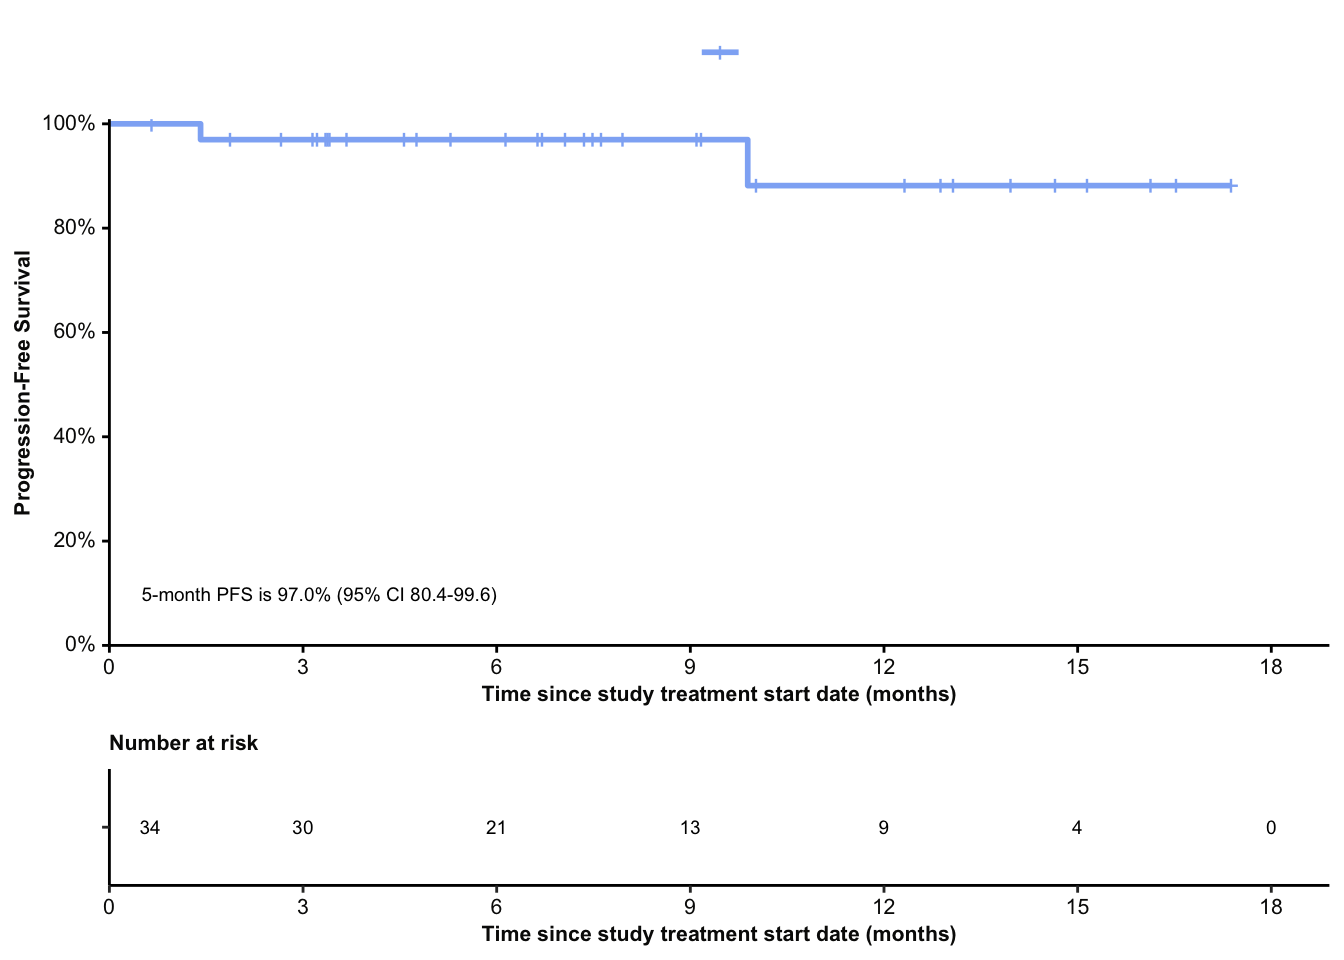 100%
80%
60%
40%
20%
0%
Progression-Free Survival
5-month PFS is 97.0% (95% CI 80.4-99.6)
0 3 6 9 12 15 18
Time since study treatment start date (months)
Number at risk
34 30 21 13 9 4 0
0 3 6 9 12 15 18
Time since study treatment start date (months)